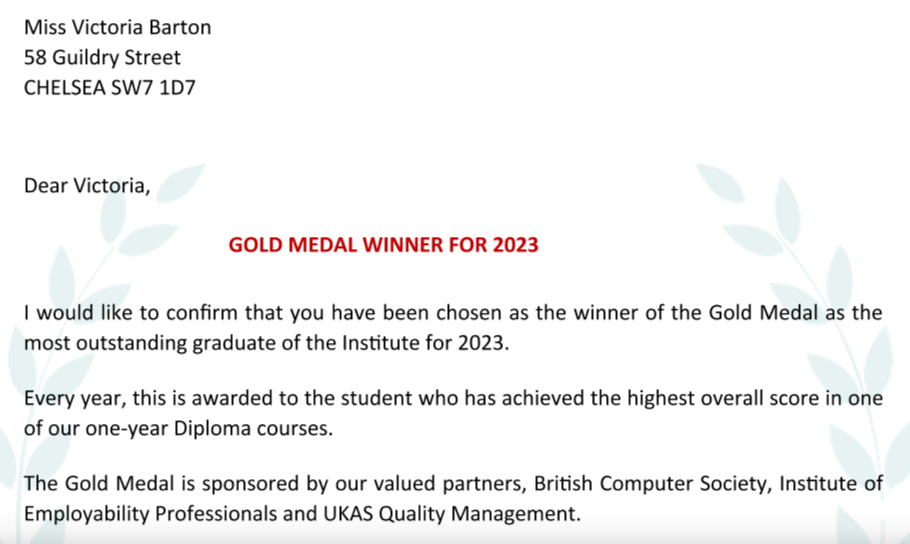 Miss Victoria Barton
58 Guildry Street
CHELSEA SW7 1D7
Dear Victoria,
GOLD MEDAL WINNER FOR 2023
I would like to confirm that you have been chosen as the winner of the Gold Medal as the
most outstanding graduate of the Institute for 2023.
Every year, this is awarded to the student who has achieved the highest overall score in one
of our one-year Diploma courses.
The Gold Medal is sponsored by our valued partners, British Computer Society, Institute of
Employability Professionals and UKAS Quality Management.